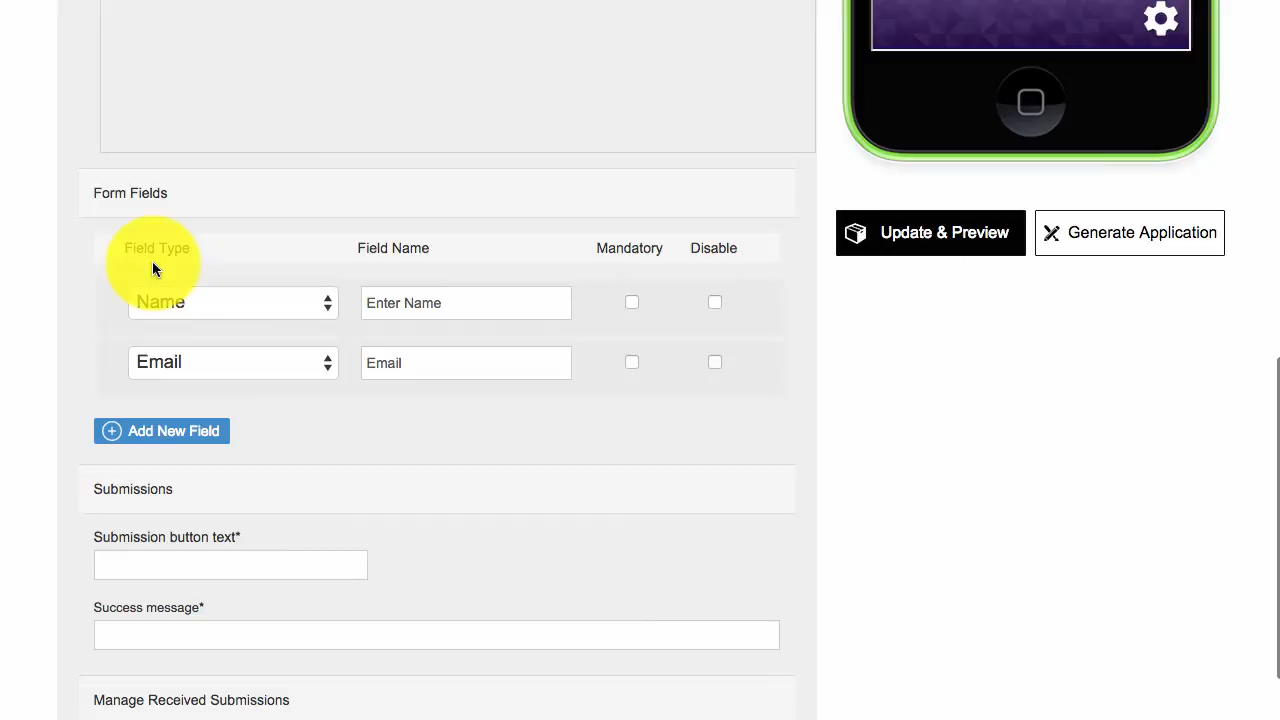 Form Fields
Field Type Field Name Mandatory Disable
Name Enter Name
Email Email
Add New Field
Update & Preview Generate Application
Submissions
Submission button text*
Success message*
Manage Received Submissions